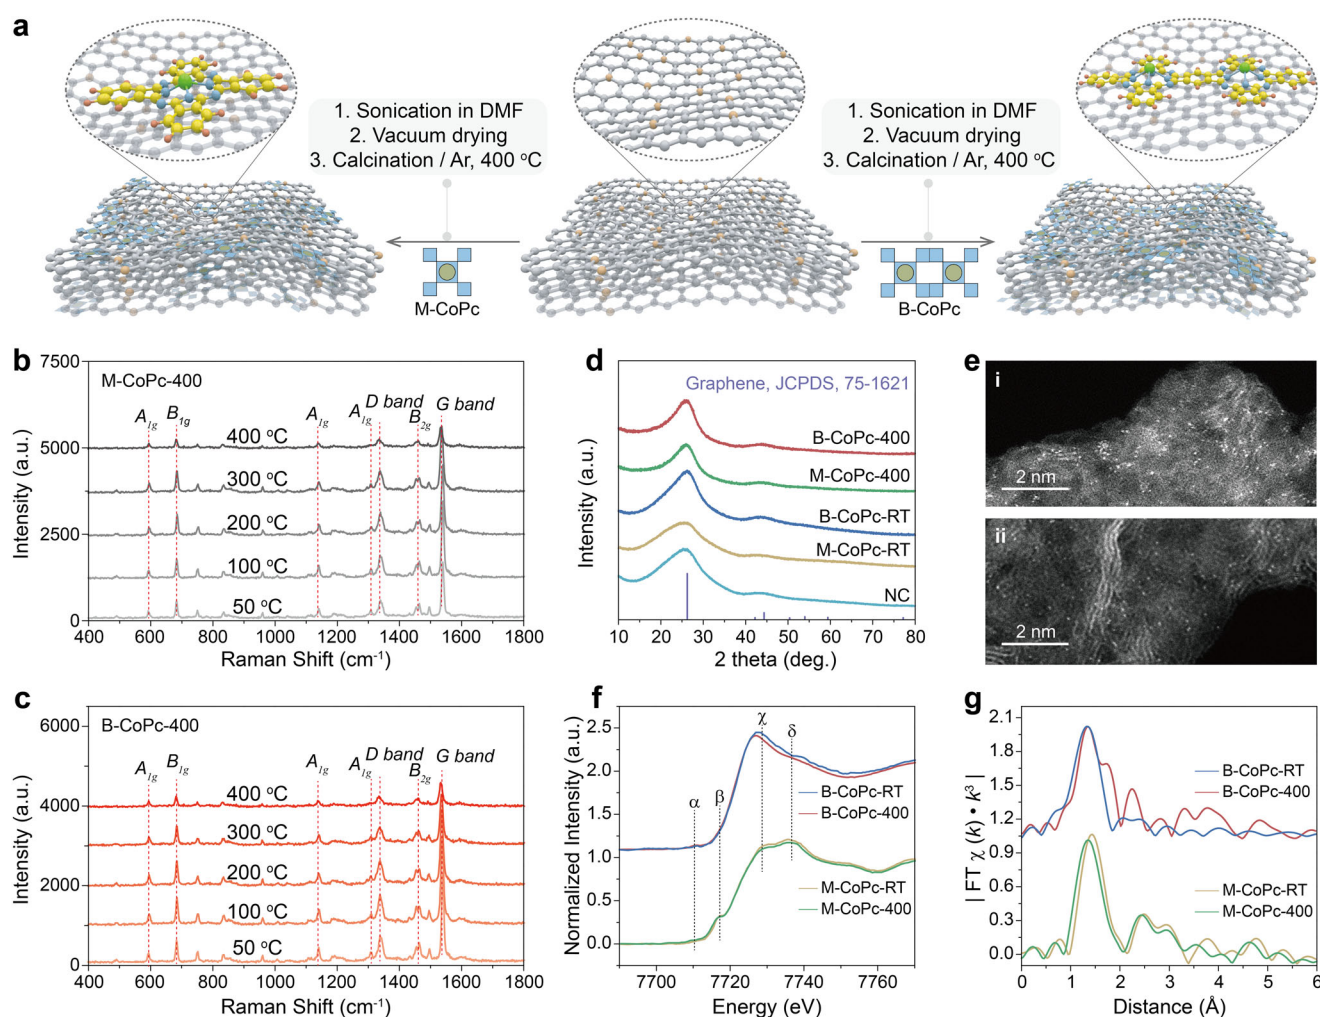 a
1. Sonication in DMF
2. Vacuum drying
3. Calcination / Ar, 400 °C
M-CoPc
1. Sonication in DMF
2. Vacuum drying
3. Calcination / Ar, 400 °C
B-CoPc
b
7500
5000
2500
0
Intensity (a.u.)
M-CoPc-400
A1g
B1g
A1g
A1g
D band
B2g
G band
400 °C
300 °C
200 °C
100 °C
50 °C
400 600 800 1000 1200 1400 1600 1800
Raman Shift (cm⁻¹)
c
6000
4000
2000
0
Intensity (a.u.)
B-CoPc-400
A1g
B1g
A1g
A1g
D band
B2g
G band
400 °C
300 °C
200 °C
100 °C
50 °C
400 600 800 1000 1200 1400 1600 1800
Raman Shift (cm⁻¹)
d
Intensity (a.u.)
Graphene, JCPDS, 75-1621
B-CoPc-400
M-CoPc-400
B-CoPc-RT
M-CoPc-RT
NC
10 20 30 40 50 60 70 80
2 theta (deg.)
e
i
2 nm
ii
2 nm
f
2.5
2.0
1.5
1.0
0.5
0.0
Normalized Intensity (a.u.)
α
β
χ
δ
B-CoPc-RT
B-CoPc-400
M-CoPc-RT
M-CoPc-400
7700 7720 7740 7760
Energy (eV)
g
2.1
1.8
1.5
1.2
0.9
0.6
0.3
0.0
| FT χ (k) • k³ |
B-CoPc-RT
B-CoPc-400
M-CoPc-RT
M-CoPc-400
0 1 2 3 4 5 6
Distance (Å)